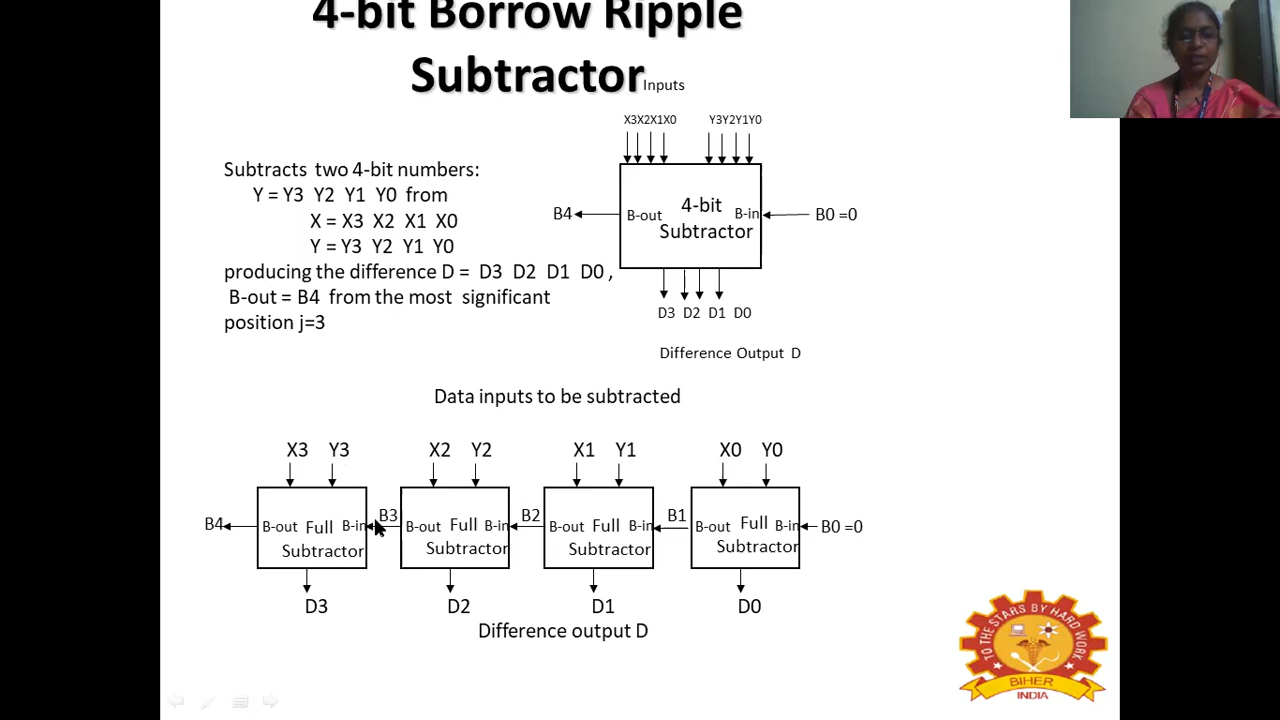 4-bit Borrow Ripple
Subtractor
Inputs
X3X2X1X0 Y3Y2Y1Y0
Subtracts two 4-bit numbers:
Y = Y3 Y2 Y1 Y0 from
X = X3 X2 X1 X0
Y = Y3 Y2 Y1 Y0
producing the difference D = D3 D2 D1 D0 ,
B-out = B4 from the most significant
position j=3
B4 B-out 4-bit B-in B0 =0
Subtractor
D3 D2 D1 D0
Difference Output D
Data inputs to be subtracted
X3 Y3 X2 Y2 X1 Y1 X0 Y0
B4 B-out Full B-in B3 B-out Full B-in B2 B-out Full B-in B1 B-out Full B-in B0 =0
Subtractor Subtractor Subtractor Subtractor
D3 D2 D1 D0
Difference output D
TO THE STARS BY HARD WORK
BIHER
INDIA